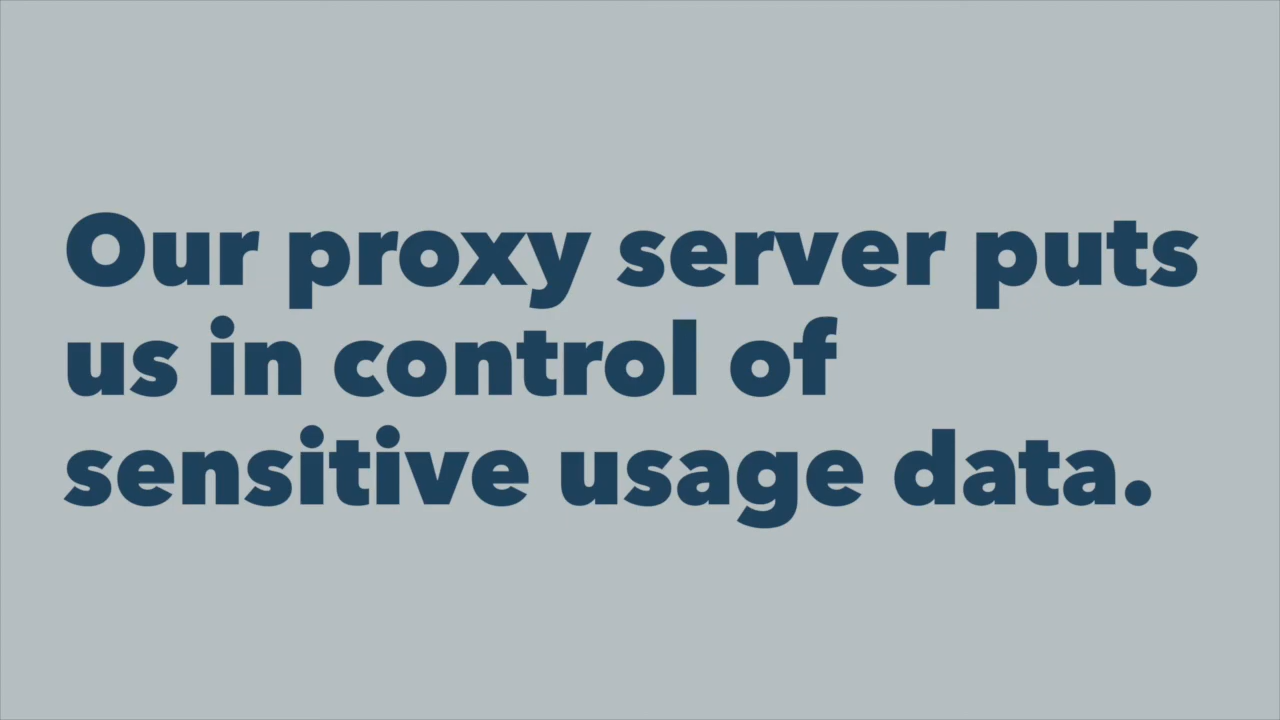 Our proxy server puts
us in control of
sensitive usage data.